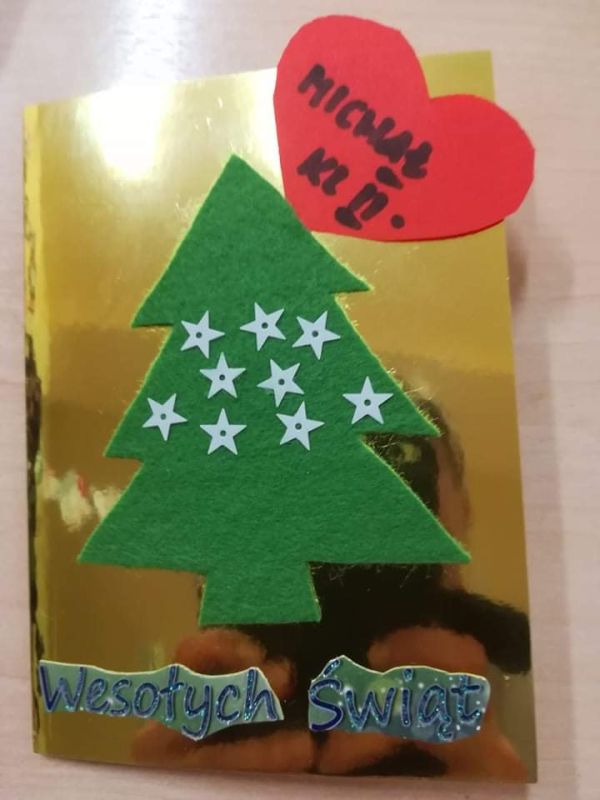 MICHAŁ
KL II.
Wesołych Świąt